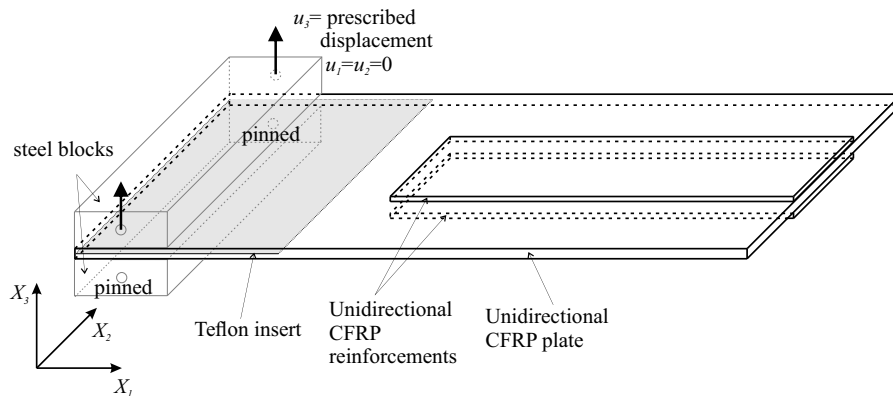 u3= prescribed
displacement
u1=u2=0
pinned
steel blocks
pinned
X3
X2
X1
Teflon insert
Unidirectional
CFRP
reinforcements
Unidirectional
CFRP plate